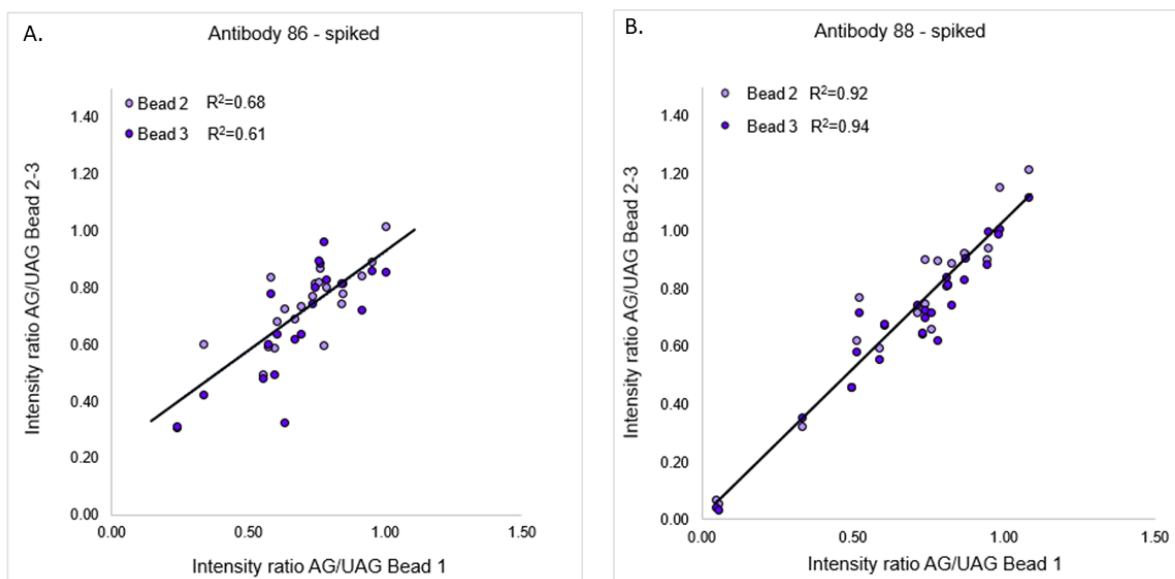 A.
Antibody 86 - spiked
Bead 2 R²=0.68
Bead 3 R²=0.61
Intensity ratio AG/UAG Bead 2-3
1.40
1.20
1.00
0.80
0.60
0.40
0.20
0.00
0.00 0.50 1.00 1.50
Intensity ratio AG/UAG Bead 1
B.
Antibody 88 - spiked
Bead 2 R²=0.92
Bead 3 R²=0.94
Intensity ratio AG/UAG Bead 2-3
1.40
1.20
1.00
0.80
0.60
0.40
0.20
0.00
0.00 0.50 1.00 1.50
Intensity ratio AG/UAG Bead 1